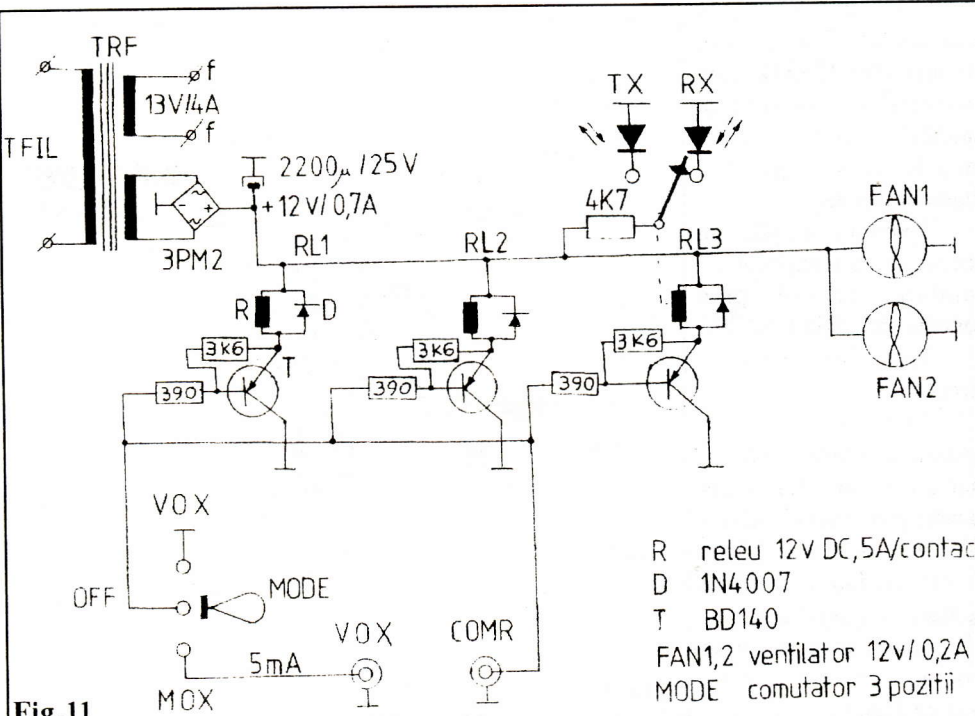 TRF
TX RX
f
13V/4A
f
TFIL
2200µ/25V
+12V/0,7A
3PM2
4K7
FAN1
RL1
RL2
RL3
R
D
3K6
T
3K6
3K6
390
390
390
FAN2
VOX
OFF
MODE
VOX
COMR
5mA
MOX
R releu 12v DC,5A/contac
D 1N4007
T BD140
FAN1,2 ventilator 12v/0,2A
MODE comutator 3 pozitii
Fig.11